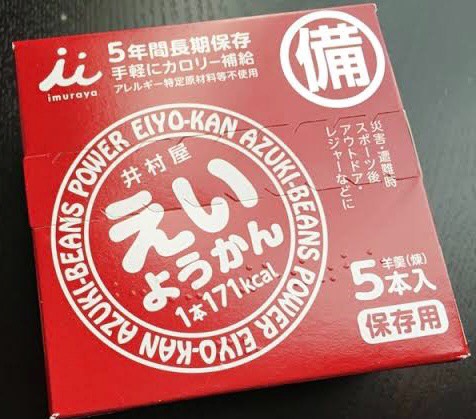 imuraya
5年間長期保存
手軽にカロリー補給
アレルギー特定原材料等不使用
備
災害・遭難時
スポーツ後
アウトドア・
レジャーなどに
AZUKI-BEANS POWER EIYO-KAN AZUKI-BEANS POWER EIYO-KAN
井村屋
えい
ようかん
1本171kcal
羊羹(煉)
5本入
保存用